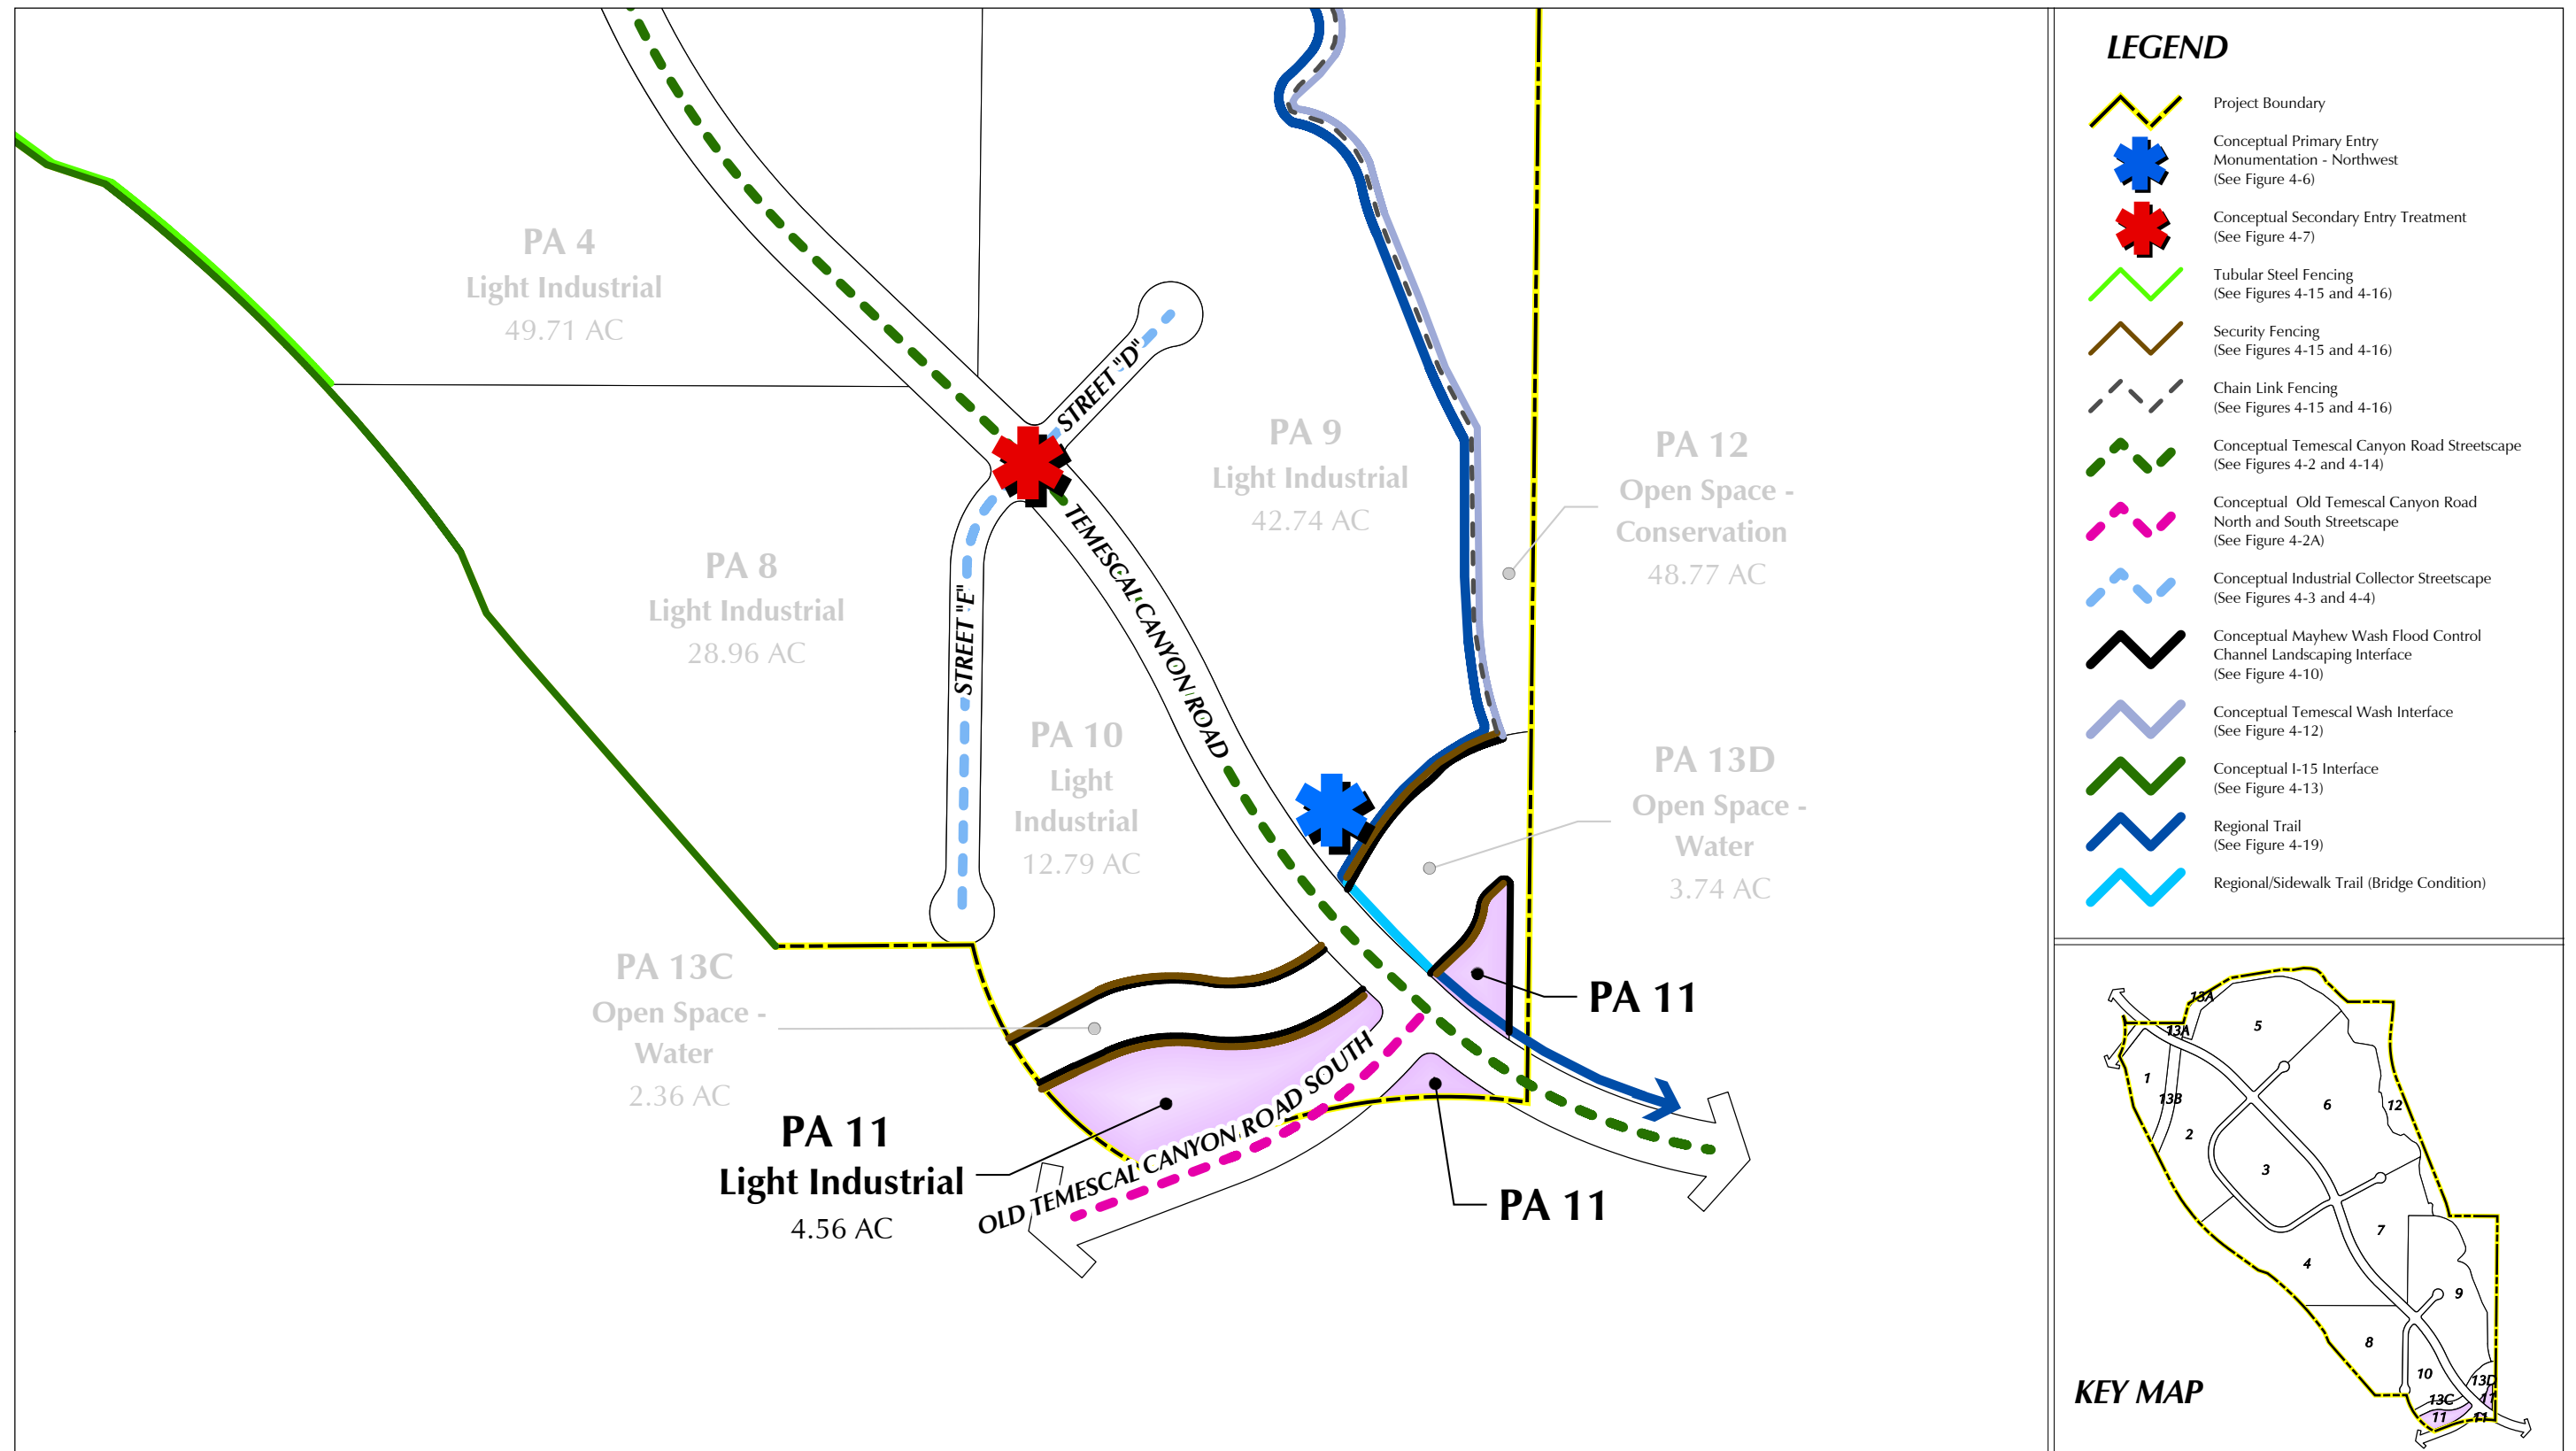 PA 4
Light Industrial
49.71 AC
STREET "D"
PA 9
Light Industrial
42.74 AC
PA 12
Open Space -
Conservation
48.77 AC
PA 8
Light Industrial
28.96 AC
STREET "E"
TEMESCAL CANYON ROAD
PA 10
Light
Industrial
12.79 AC
PA 13D
Open Space -
Water
3.74 AC
PA 13C
Open Space -
Water
2.36 AC
PA 11
PA 11
Light Industrial
4.56 AC
OLD TEMESCAL CANYON ROAD SOUTH
PA 11
LEGEND
Project Boundary
Conceptual Primary Entry
Monumentation - Northwest
(See Figure 4-6)
Conceptual Secondary Entry Treatment
(See Figure 4-7)
Tubular Steel Fencing
(See Figures 4-15 and 4-16)
Security Fencing
(See Figures 4-15 and 4-16)
Chain Link Fencing
(See Figures 4-15 and 4-16)
Conceptual Temescal Canyon Road Streetscape
(See Figures 4-2 and 4-14)
Conceptual Old Temescal Canyon Road
North and South Streetscape
(See Figure 4-2A)
Conceptual Industrial Collector Streetscape
(See Figures 4-3 and 4-4)
Conceptual Mayhew Wash Flood Control
Channel Landscaping Interface
(See Figure 4-10)
Conceptual Temescal Wash Interface
(See Figure 4-12)
Conceptual I-15 Interface
(See Figure 4-13)
Regional Trail
(See Figure 4-19)
Regional/Sidewalk Trail (Bridge Condition)
13A
5
13A
1
13B
2
6
12
3
7
4
9
8
10
13D
13C
11
11
11
KEY MAP